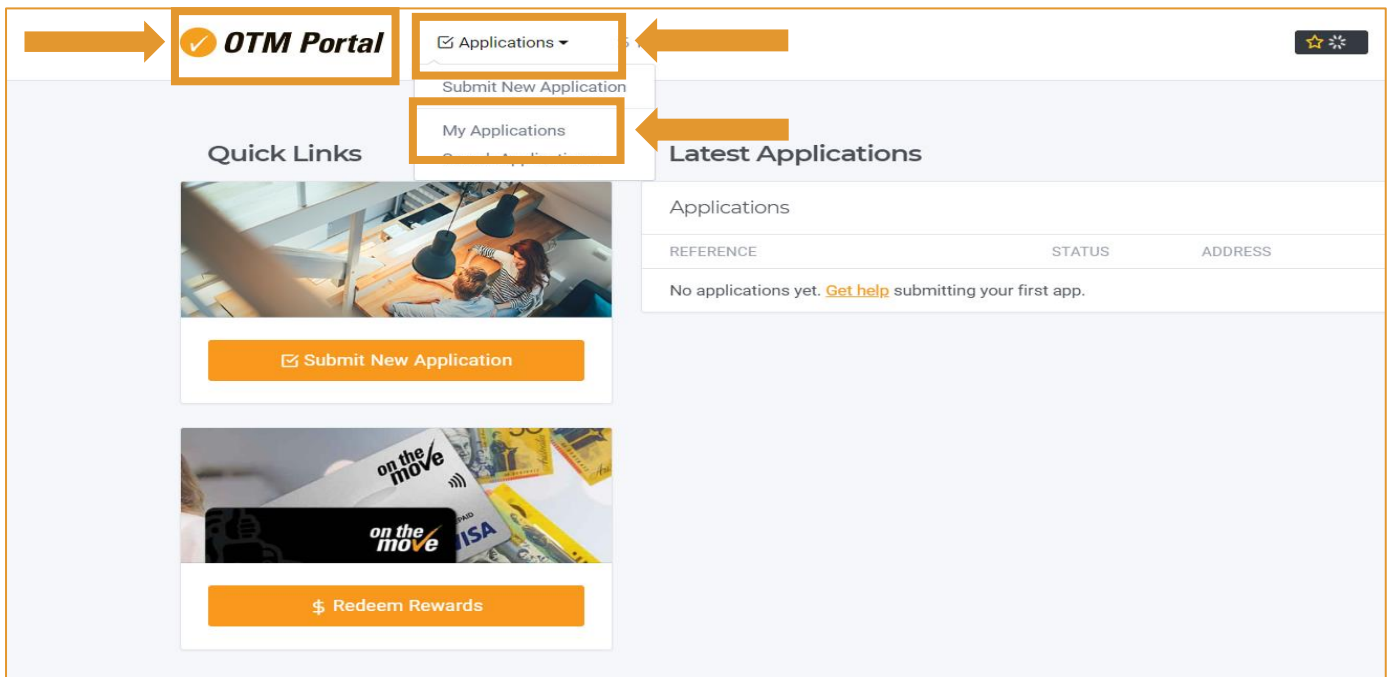 OTM Portal
Applications
Submit New Application
My Applications
Quick Links
Latest Applications
Applications
REFERENCE STATUS ADDRESS
No applications yet. Get help submitting your first app.
Submit New Application
on the move
on the move
VISA
$ Redeem Rewards